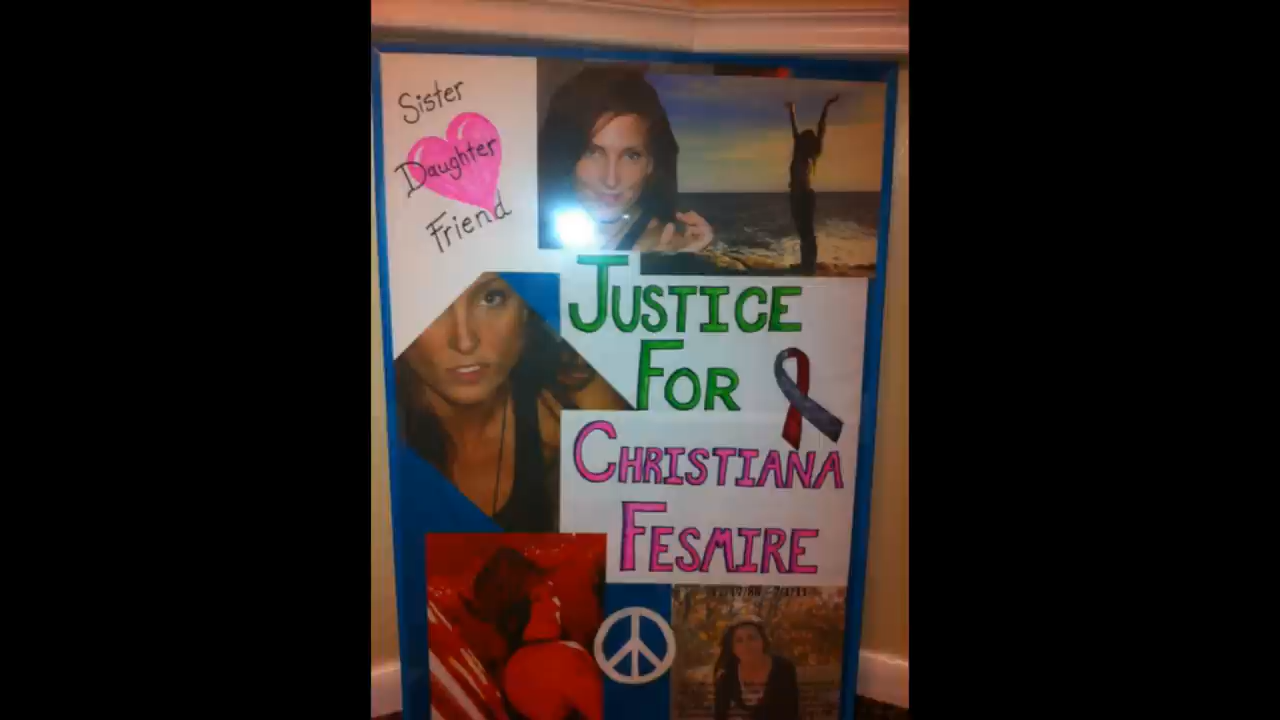 Sister
Daughter
Friend
JUSTICE
FOR
CHRISTIANA
FESMIRE